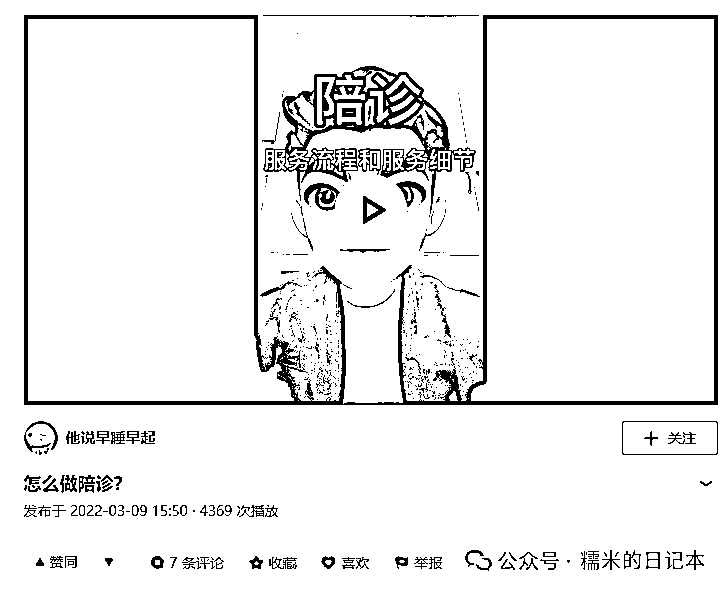 陪诊
服务流程和服务细节
他说早睡早起
+ 关注
怎么做陪诊?
发布于 2022-03-09 15:50 · 4369 次播放
▲ 赞同 ▼ 7 条评论 收藏 喜欢 举报 公众号 · 糯米的日记本